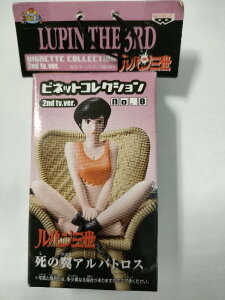 LUPIN THE 3RD
VIGNETTE COLLECTION
2nd tv. ver.
ルパン三世
BANPRESTO
ビネットコレクション
2nd tv.ver.
no. 8
ルパン三世
死の翼アルバトロス